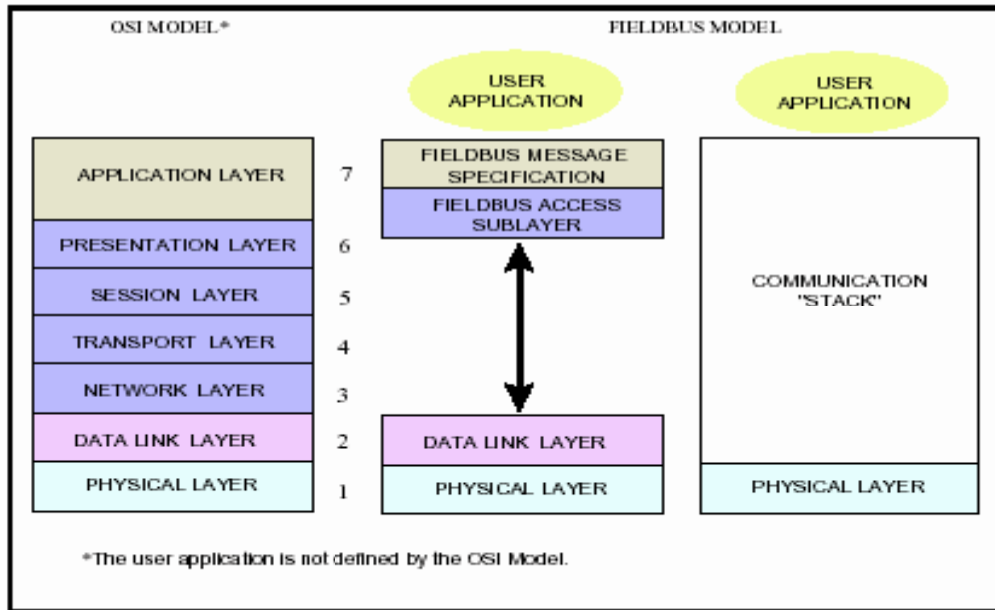 OSI MODEL*
FIELDBUS MODEL
USER
APPLICATION
USER
APPLICATION
APPLICATION LAYER
PRESENTATION LAYER
SESSION LAYER
TRANSPORT LAYER
NETWORK LAYER
DATA LINK LAYER
PHYSICAL LAYER
7
6
5
4
3
2
1
FIELDBUS MESSAGE
SPECIFICATION
FIELDBUS ACCESS
SUBLAYER
DATA LINK LAYER
PHYSICAL LAYER
COMMUNICATION
"STACK"
PHYSICAL LAYER
*The user application is not defined by the OSI Model.